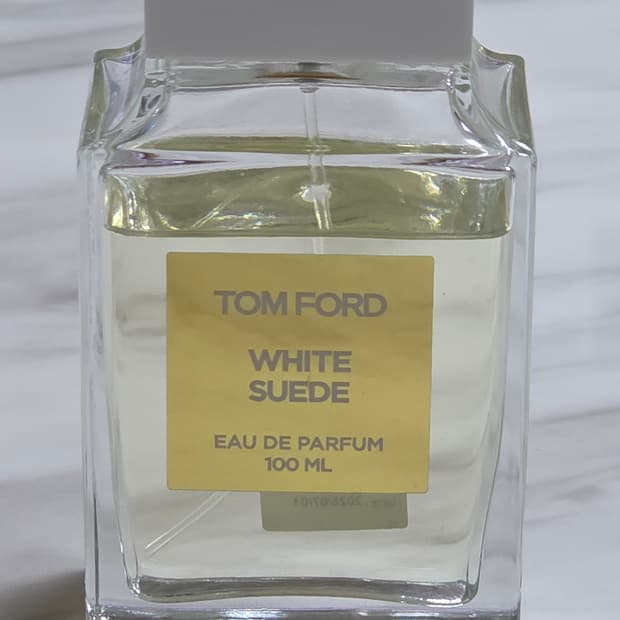 TOM FORD
WHITE
SUEDE
EAU DE PARFUM
100 ML